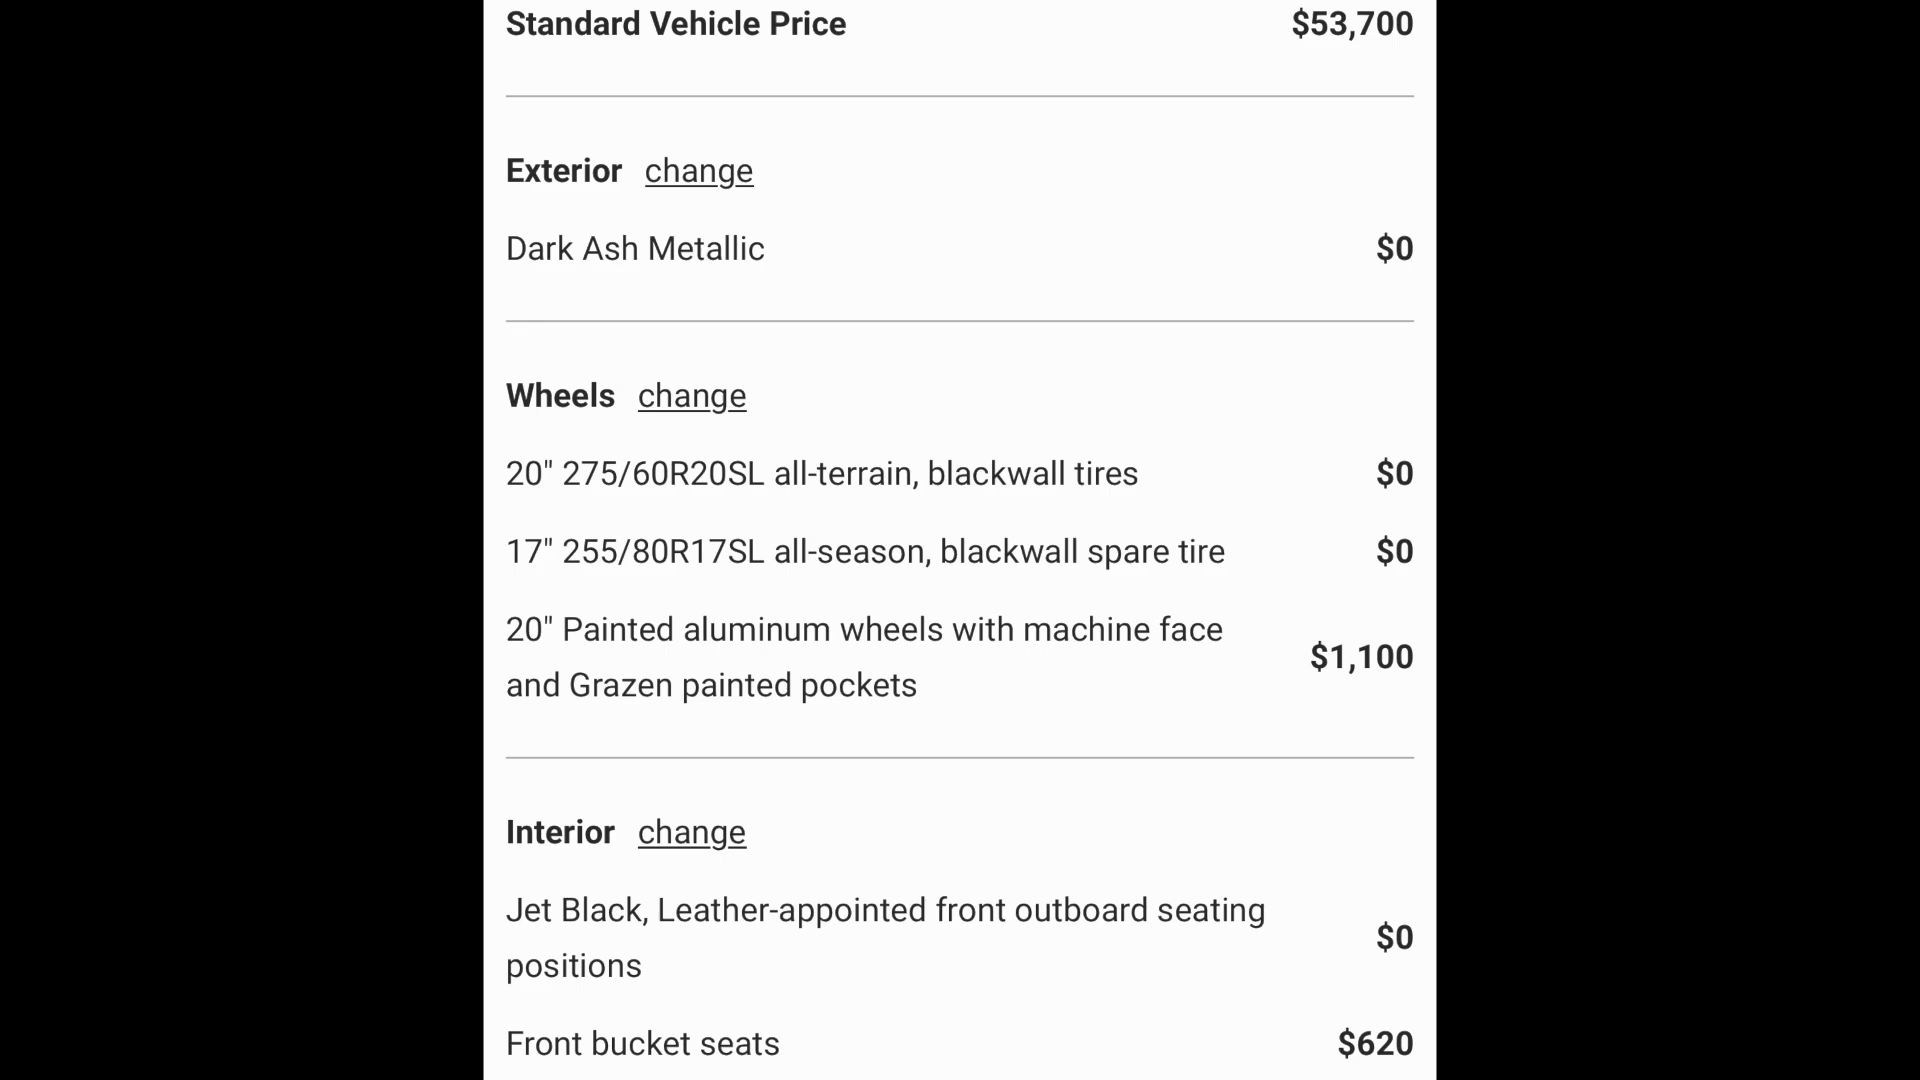 Standard Vehicle Price $53,700
Exterior change
Dark Ash Metallic $0
Wheels change
20" 275/60R20SL all-terrain, blackwall tires $0
17" 255/80R17SL all-season, blackwall spare tire $0
20" Painted aluminum wheels with machine face
and Grazen painted pockets
$1,100
Interior change
Jet Black, Leather-appointed front outboard seating
positions
$0
Front bucket seats $620